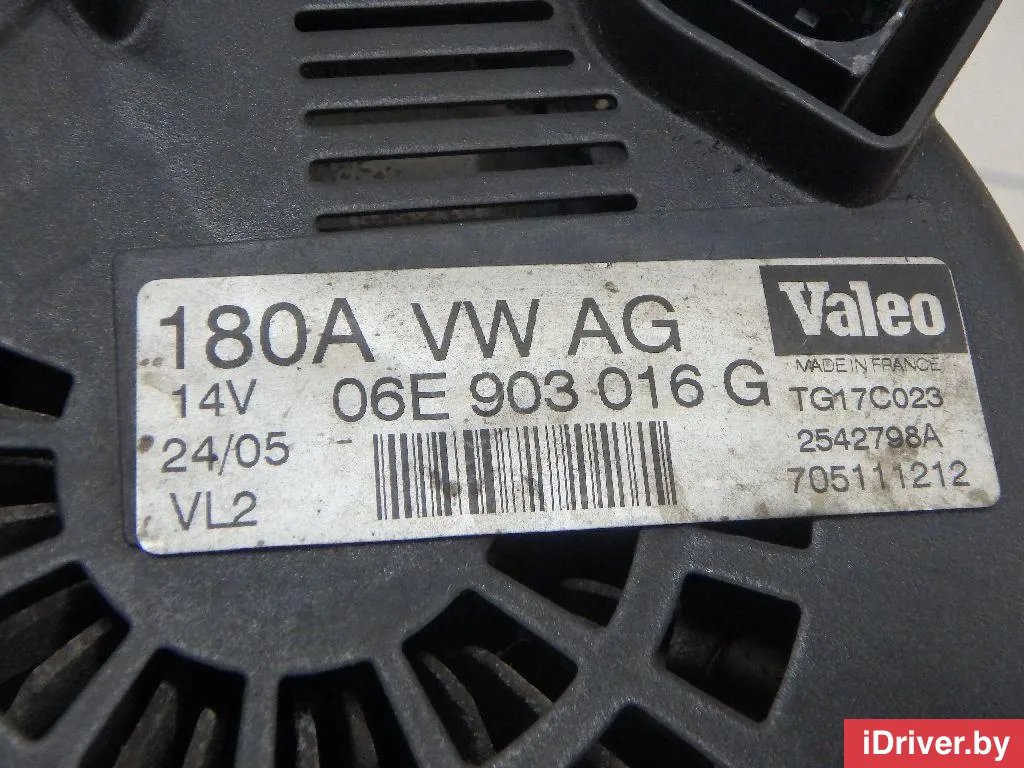 180A VW AG
14V 06E 903 016 G
24/05
VL2
Valeo
MADE IN FRANCE
TG17C023
2542798A
705111212
iDriver.by